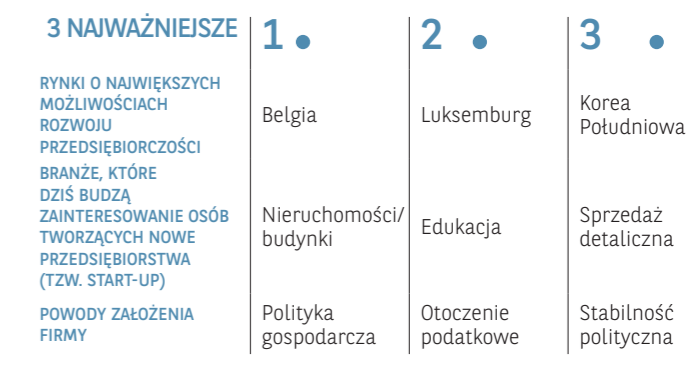 3 NAJWAŻNIEJSZE
1 •
2 •
3 •
RYNKI O NAJWIĘKSZYCH
MOŻLIWOŚCIACH
ROZWOJU
PRZEDSIĘBIORCZOŚCI
Belgia
Luksemburg
Korea
Południowa
BRANŻE, KTÓRE
DZIŚ BUDZĄ
ZAINTERESOWANIE OSÓB
TWORZĄCYCH NOWE
PRZEDSIĘBIORSTWA
(TZW. START-UP)
Nieruchomości/
budynki
Edukacja
Sprzedaż
detaliczna
POWODY ZAŁOŻENIA
FIRMY
Polityka
gospodarcza
Otoczenie
podatkowe
Stabilność
polityczna